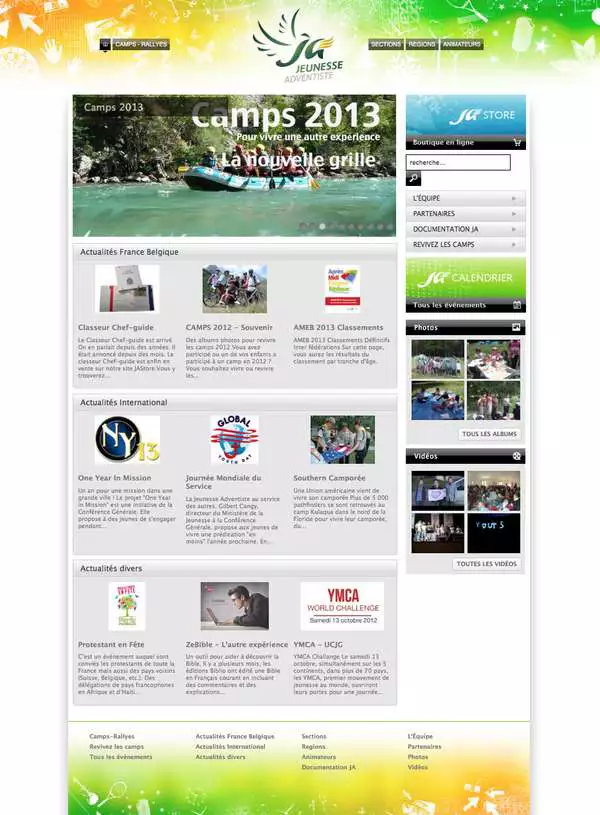 CAMPS - RALLYES
SECTIONS
REGIONS
ANIMATEURS
JA
JEUNESSE
ADVENTISTE
Camps 2013
Camps 2013
Pour vivre une autre expérience
La nouvelle grille
JA STORE
Boutique en ligne
recherche...
L'ÉQUIPE
PARTENAIRES
DOCUMENTATION JA
REVIVEZ LES CAMPS
JA CALENDRIER
Tous les événements
Photos
TOUS LES ALBUMS
Vidéos
Your 5
TOUTES LES VIDÉOS
Actualités France Belgique
Après
Midi
Classeur Chef-guide
Le Classeur Chef-guide est arrivé
On en parlait depuis des années. Il
était annoncé depuis des mois. Le
classeur Chef-guide est enfin en
vente sur notre site JAStore Vous y
trouverez...
CAMPS 2012 - Souvenir
Des albums photos pour revivre
les camps 2012 Vous avez
participé ou un de vos enfants a
participé à un camp en 2012 ?
Vous souhaitez vivre ou revivre
les...
AMEB 2013 Classements
AMEB 2013 Classements Définitifs
Inter fédérations Sur cette page,
vous aurez les résultats du
classement par tranche d'âge.
Actualités International
NY13
GLOBAL
YOUTH DAY
One Year In Mission
Un an pour une mission dans une
grande ville ! Le projet "One Year
in Mission" est une initiative de la
Conférence Générale. Elle
propose à des jeunes de s'engager
pendant...
Journée Mondiale du
Service
La Jeunesse Adventiste au service
des autres. Gilbert Cangy,
directeur du Ministère de la
Jeunesse à la Conférence
Générale, propose aux jeunes de
vivre une prédication "en
moins" l'année prochaine. En...
Southern Camporée
Une Union américaine vient de
vivre son camporée Plus de 5 000
pathfinders se sont retrouvés au
camp Kulaqua dans le nord de la
Floride pour vivre leur camporée,
du...
Actualités divers
YMCA
WORLD CHALLENGE
Samedi 13 octobre 2012
Protestant en Fête
C'est un événement auquel sont
conviés les protestants de toute la
France mais aussi des pays voisins
(Suisse, Belgique, etc.). Des
délégations de pays francophones
en Afrique et d'Haïti...
ZeBible - L'autre expérience
Un outil pour aider à découvrir la
Bible. Il y a plusieurs mois, les
éditions Biblio ont édité une Bible
en Français courant en incluant
des commentaires et des
explications...
YMCA - UCJG
YMCA Challenge Le samedi 13
octobre, simultanément sur les 5
continents, dans plus de 70 pays,
les YMCA, premier mouvement de
jeunesse au monde, ouvriront
leurs portes pour une journée...
Camps-Rallyes
Revivez les camps
Tous les événements
Actualités France Belgique
Actualités International
Actualités divers
Sections
Regions
Animateurs
Documentation JA
L'Équipe
Partenaires
Photos
Vidéos